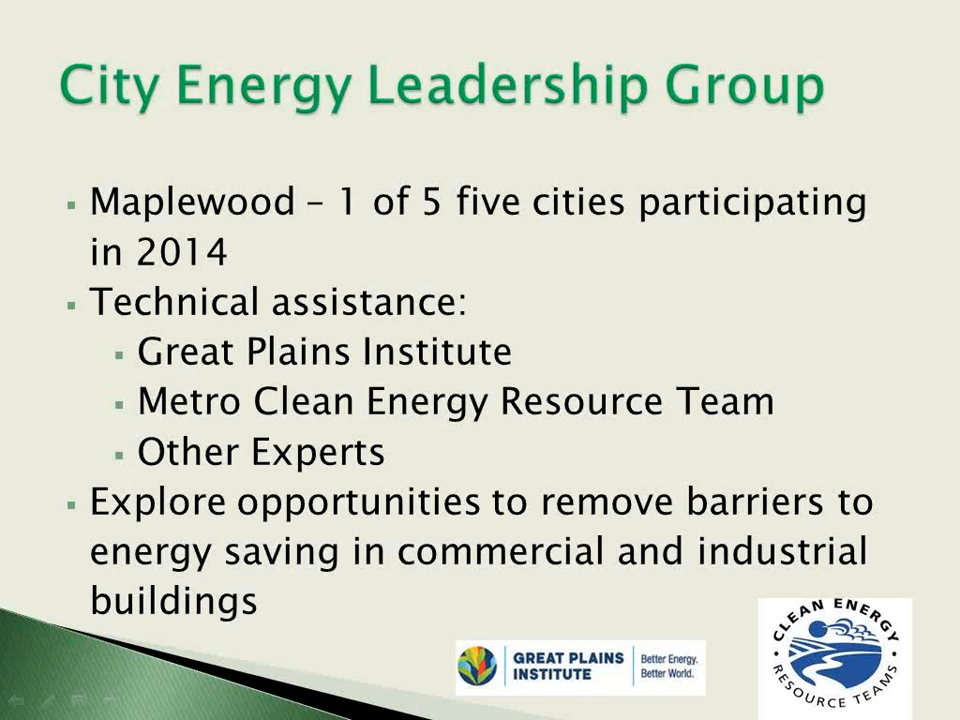 City Energy Leadership Group
▪ Maplewood – 1 of 5 five cities participating
in 2014
▪ Technical assistance:
▪ Great Plains Institute
▪ Metro Clean Energy Resource Team
▪ Other Experts
▪ Explore opportunities to remove barriers to
energy saving in commercial and industrial
buildings
GREAT PLAINS
INSTITUTE
Better Energy.
Better World.
CLEAN ENERGY
RESOURCE TEAMS